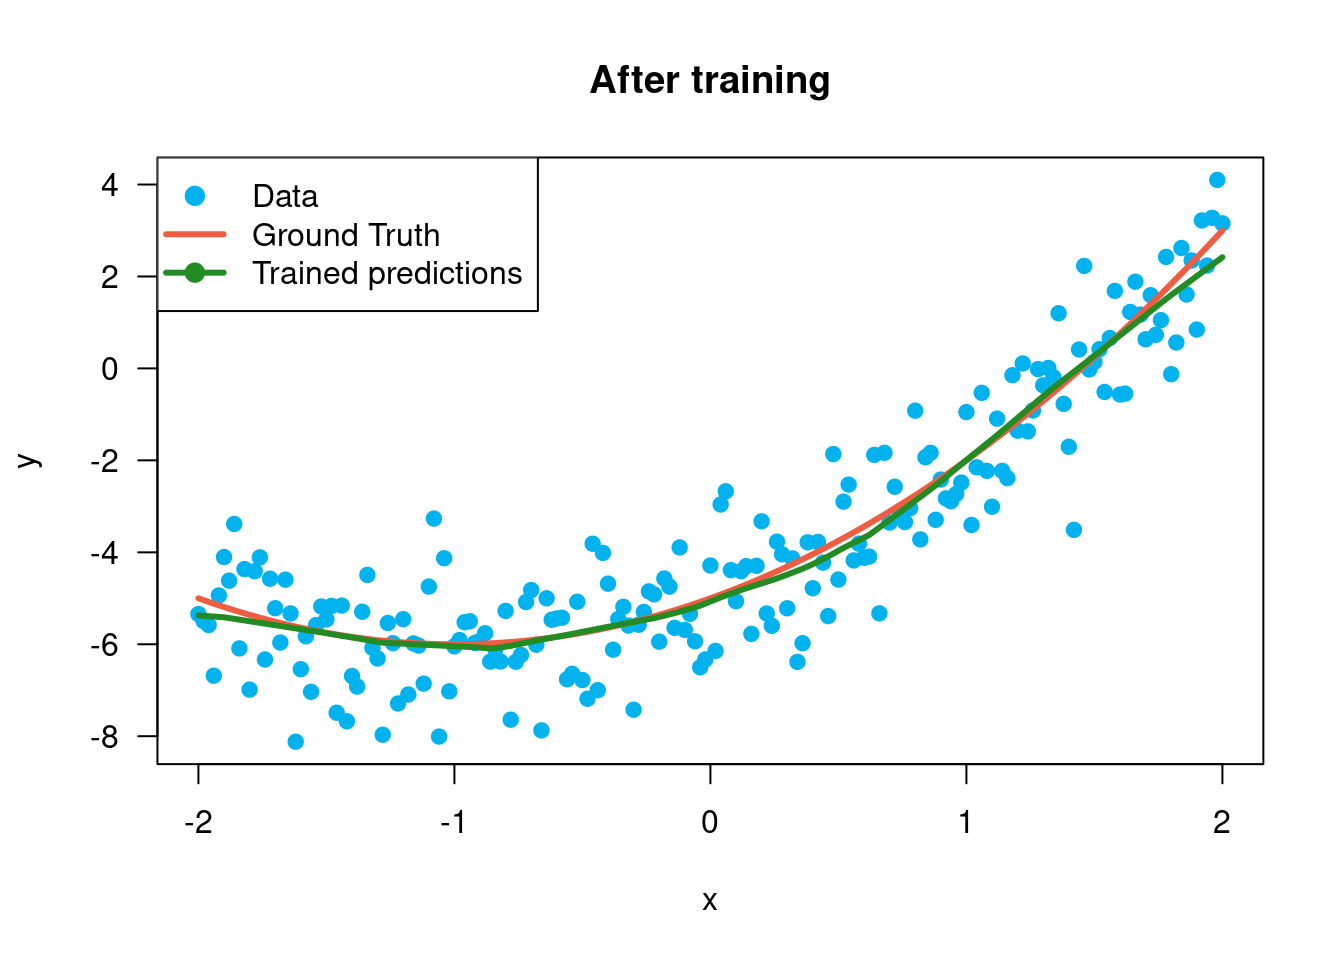 After training
Data
Ground Truth
Trained predictions
4
2
0
-2
-4
-6
-8
y
-2 -1 0 1 2
x